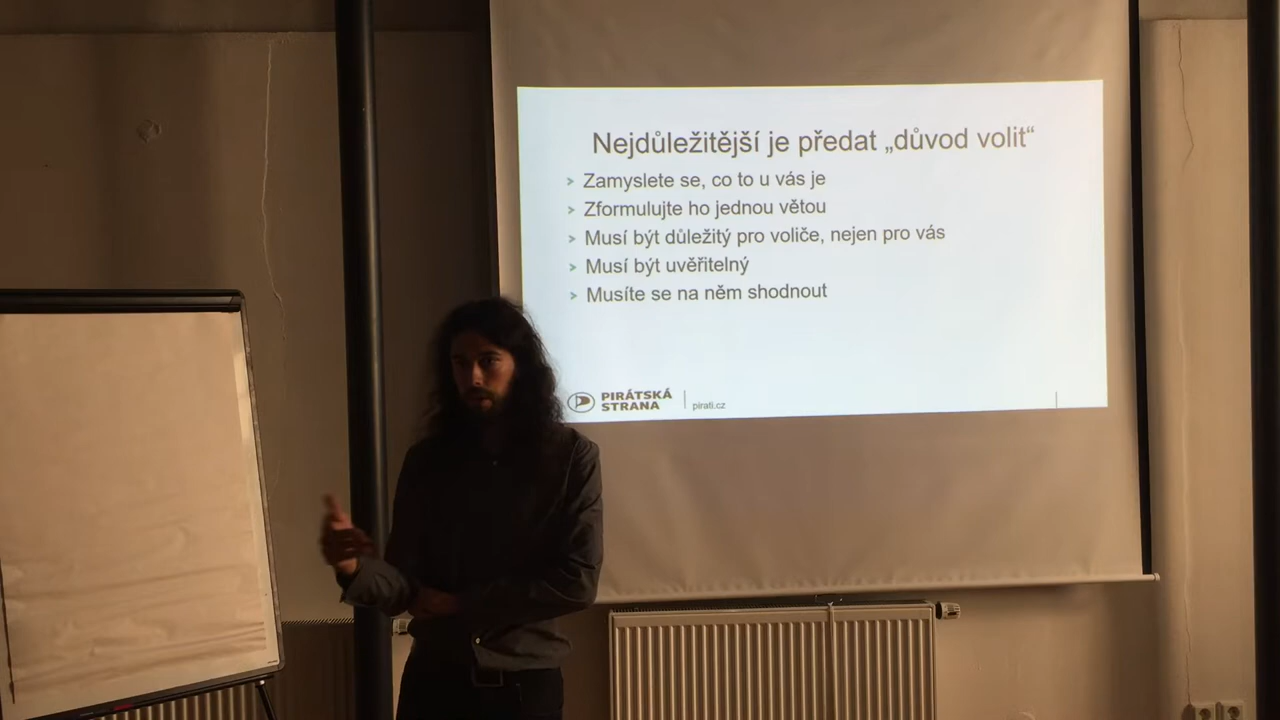 Nejdůležitější je předat „důvod volit“
Zamyslete se, co to u vás je
Zformulujte ho jednou větou
Musí být důležitý pro voliče, nejen pro vás
Musí být uvěřitelný
Musíte se na něm shodnout
PIRÁTSKÁ
STRANA
pirati.cz